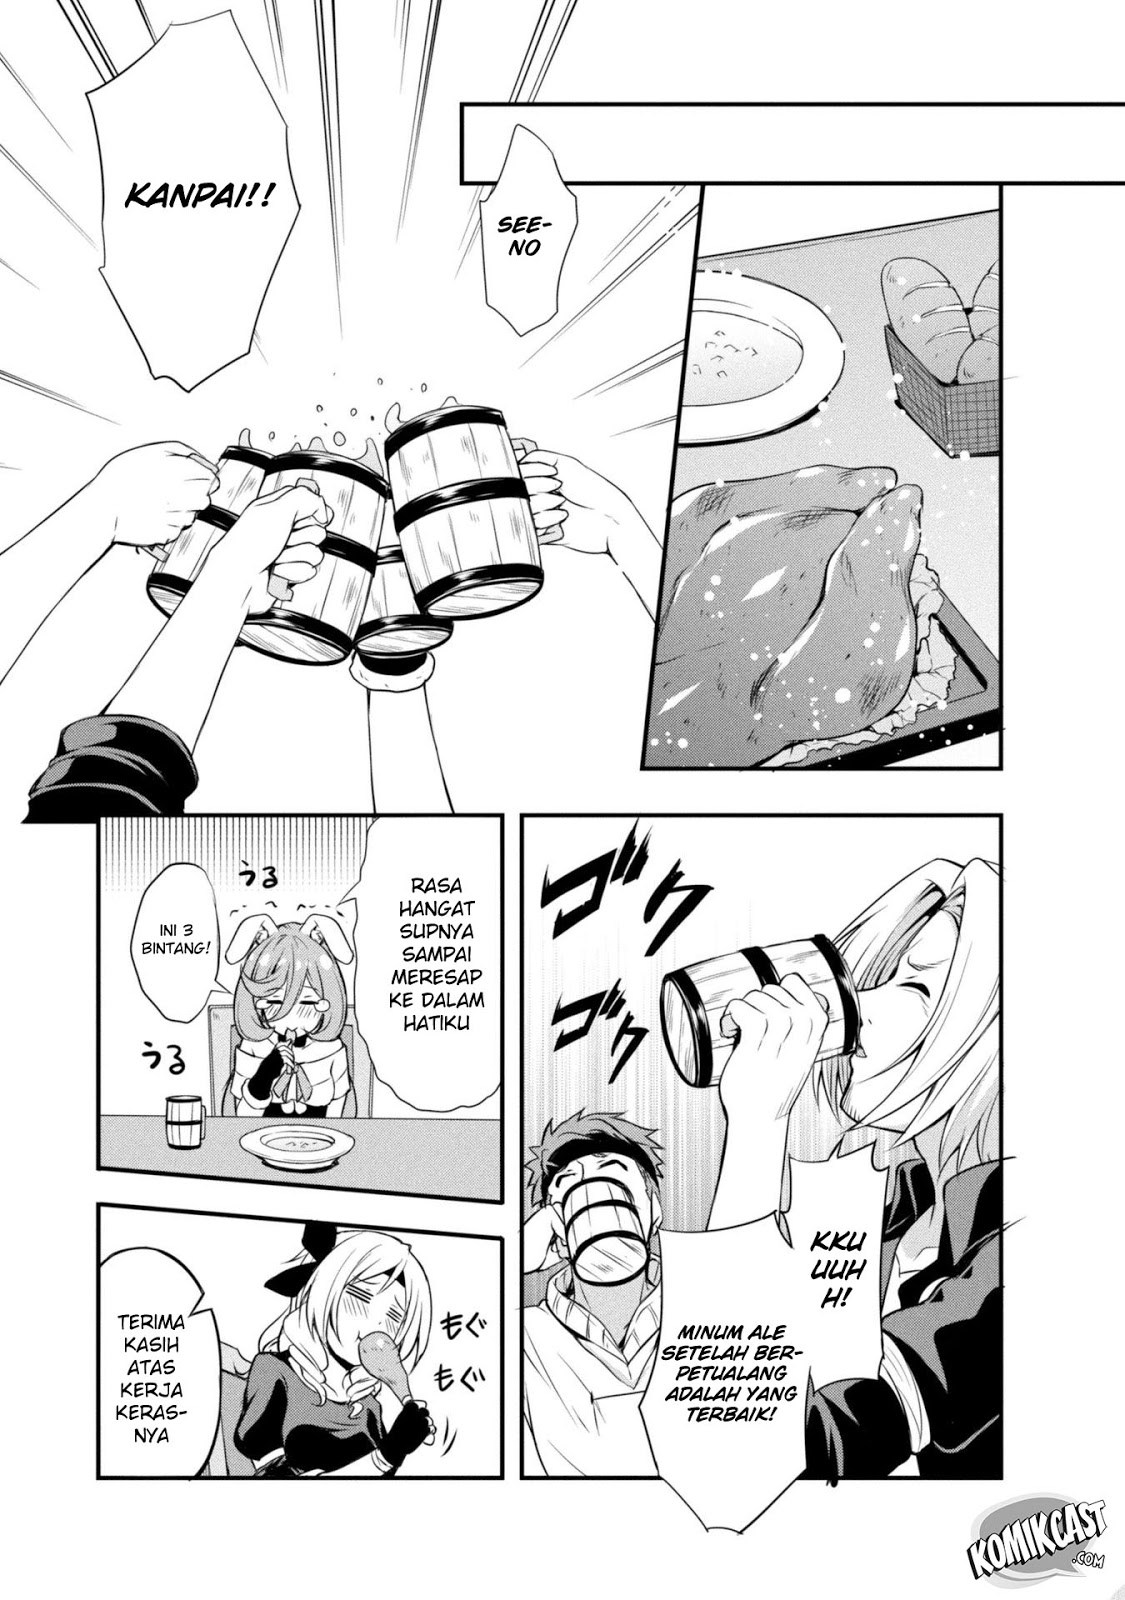 SEE-
NO
KANPAI!!
ゴク
ゴク
KKU
UUH
H!
MINUM ALE
SETELAH BER-
PETUALANG
ADALAH YANG
TERBAIK!
RASA
HANGAT
SUPNYA
SAMPAI
MERESAP
KE DALAM
HATIKU
うる
INI 3
BINTANG!
うる
もぐ
もぐ
TERIMA
KASIH
ATAS
KERJA
KERAS-
NYA
KOMIKCAST
.COM